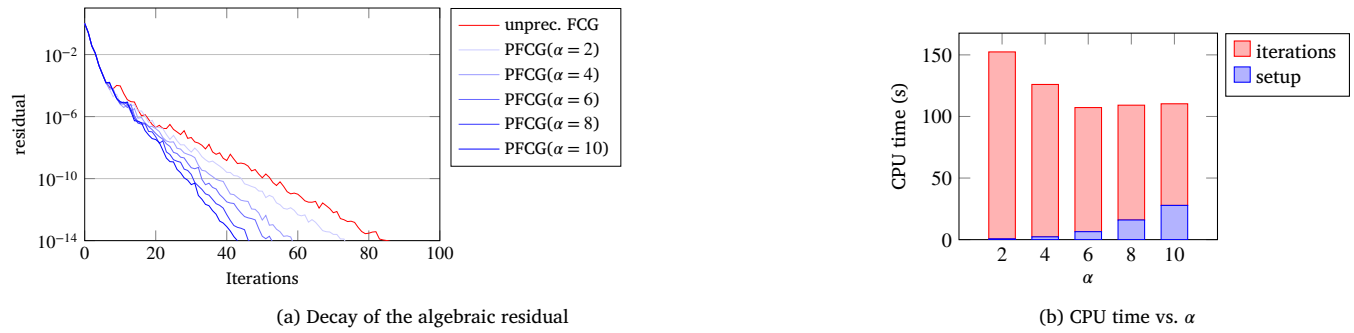 10^−2
10^−6
10^−10
10^−14
0
20
40
60
80
100
residual
Iterations
unprec. FCG
PFCG(α = 2)
PFCG(α = 4)
PFCG(α = 6)
PFCG(α = 8)
PFCG(α = 10)
(a) Decay of the algebraic residual
150
100
50
0
2
4
6
8
10
CPU time (s)
α
iterations
setup
(b) CPU time vs. α